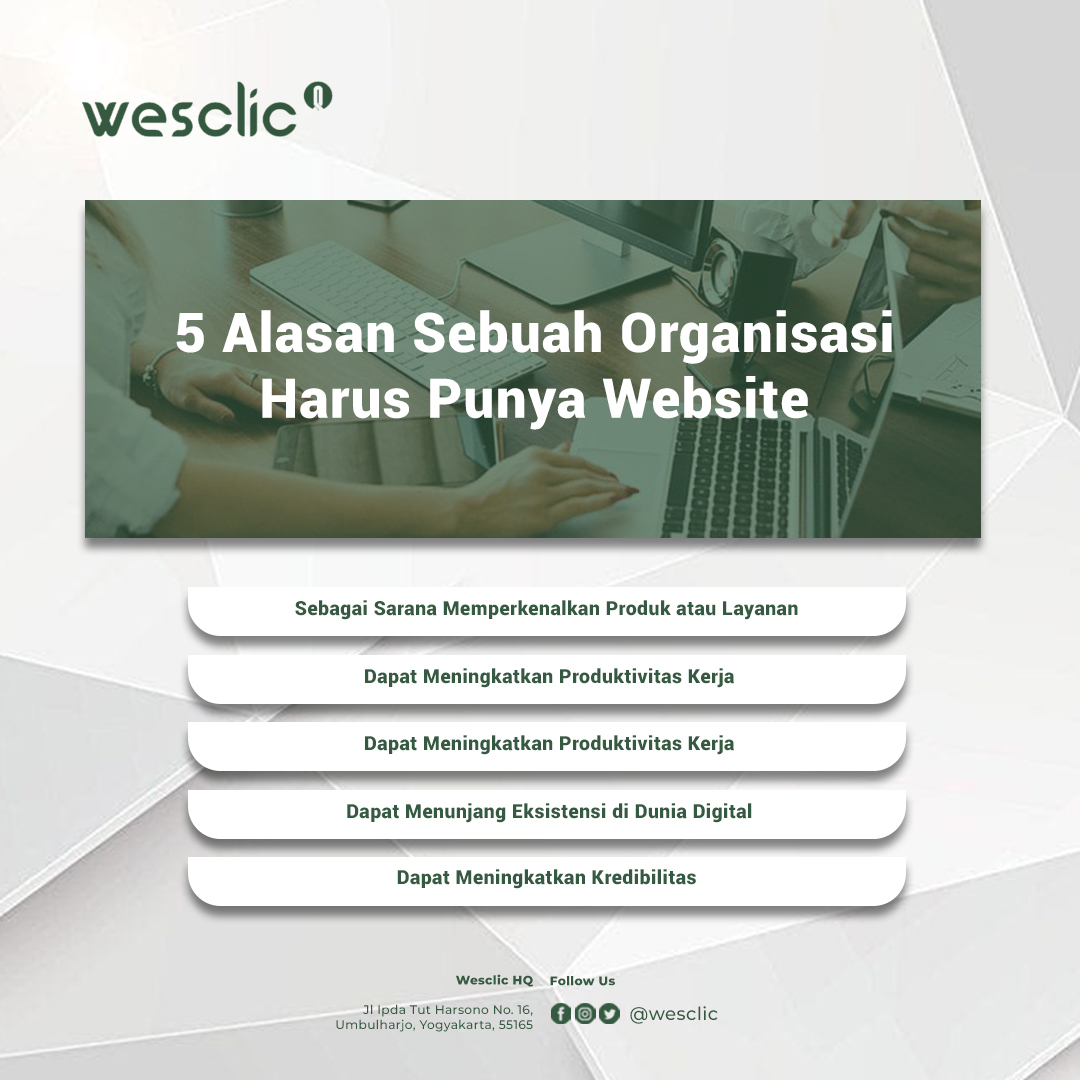 wesclic
5 Alasan Sebuah Organisasi
Harus Punya Website
Sebagai Sarana Memperkenalkan Produk atau Layanan
Dapat Meningkatkan Produktivitas Kerja
Dapat Meningkatkan Produktivitas Kerja
Dapat Menunjang Eksistensi di Dunia Digital
Dapat Meningkatkan Kredibilitas
Wesclic HQ
Jl Ipda Tut Harsono No. 16,
Umbulharjo, Yogyakarta, 55165
Follow Us
@wesclic